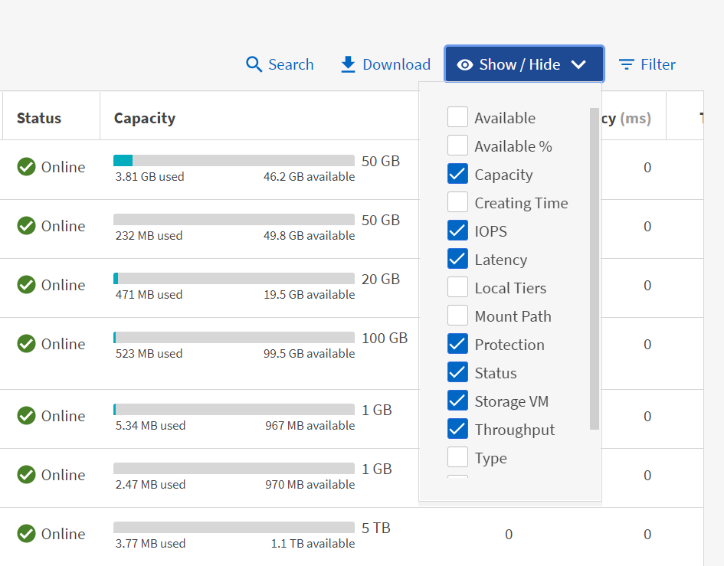 Search Download Show / Hide Filter
Status Capacity cy (ms) T
Available
Available %
Capacity
Creating Time
IOPS
Latency
Local Tiers
Mount Path
Protection
Status
Storage VM
Throughput
Type
Online 50 GB 0
3.81 GB used 46.2 GB available
Online 50 GB 0
232 MB used 49.8 GB available
Online 20 GB 0
471 MB used 19.5 GB available
Online 100 GB 0
523 MB used 99.5 GB available
Online 1 GB 0
5.34 MB used 967 MB available
Online 1 GB 0
2.47 MB used 970 MB available
Online 5 TB 0 0
3.77 MB used 1.1 TB available